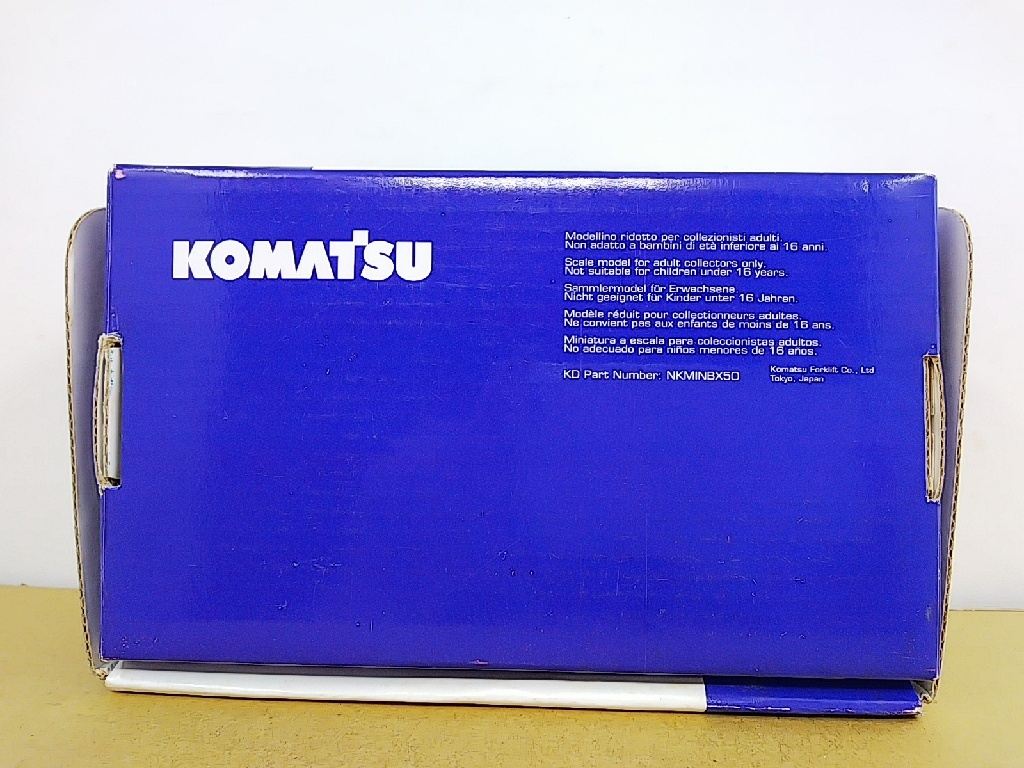 KOMATSU
Modellino ridotto per collezionisti adulti.
Non adatto a bambini di età inferiore ai 16 anni.
Scale model for adult collectors only.
Not suitable for children under 16 years.
Sammlermodel für Erwachsene.
Nicht geeignet für Kinder unter 16 Jahren.
Modèle réduit pour collectionneurs adultes.
Ne convient pas aux enfants de moins de 16 ans.
Miniatura a escala para coleccionistas adultos.
No adecuado para niños menores de 16 años.
KD Part Number: NKMINBX50
Komatsu Forklift Co., Ltd
Tokyo, Japan